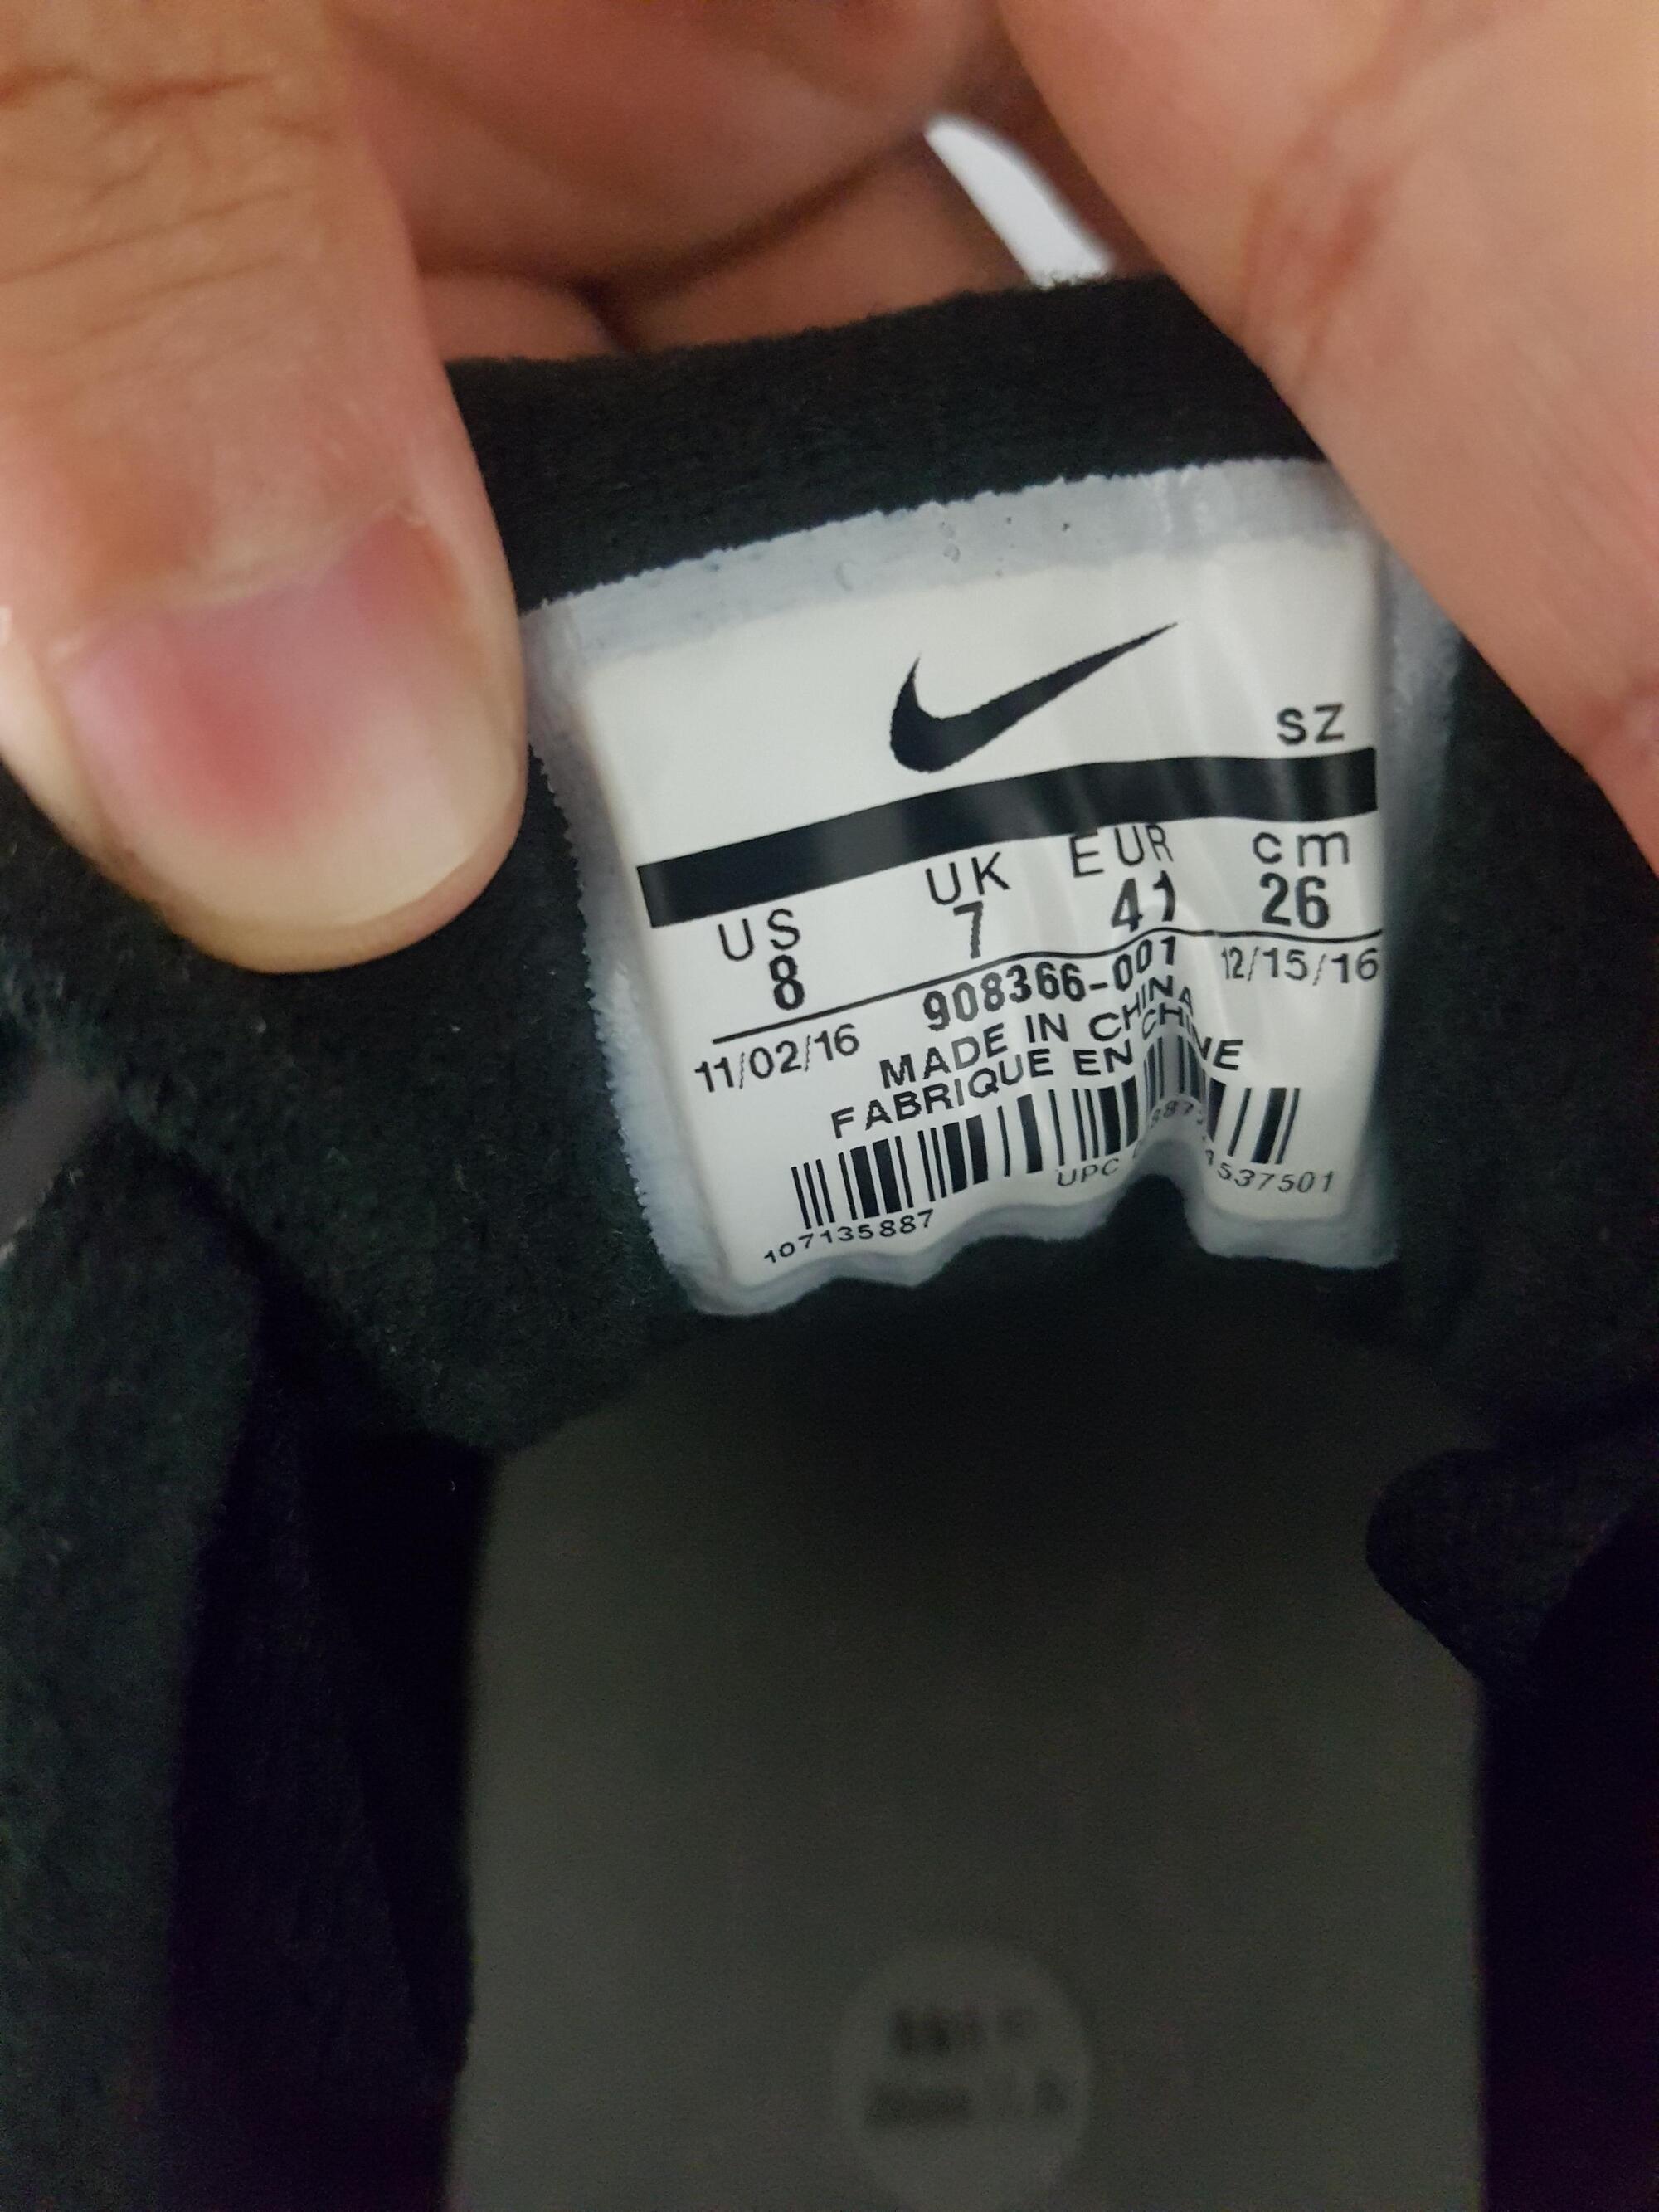 SZ
US UK EUR cm
8 7 41 26
11/02/16 908366-001 12/15/16
MADE IN CHINA
FABRIQUE EN CHINE
107135887 UPC 537501